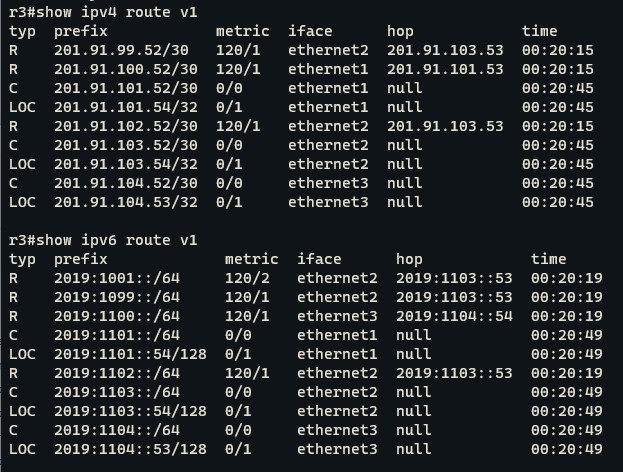 r3#show ipv4 route v1
typ  prefix            metric  iface      hop            time
R    201.91.99.52/30   120/1   ethernet2  201.91.103.53  00:20:15
R    201.91.100.52/30  120/1   ethernet1  201.91.101.53  00:20:15
C    201.91.101.52/30  0/0     ethernet1  null           00:20:45
LOC  201.91.101.54/32  0/1     ethernet1  null           00:20:45
R    201.91.102.52/30  120/1   ethernet2  201.91.103.53  00:20:15
C    201.91.103.52/30  0/0     ethernet2  null           00:20:45
LOC  201.91.103.54/32  0/1     ethernet2  null           00:20:45
C    201.91.104.52/30  0/0     ethernet3  null           00:20:45
LOC  201.91.104.53/32  0/1     ethernet3  null           00:20:45

r3#show ipv6 route v1
typ  prefix             metric  iface      hop            time
R    2019:1001::/64     120/2   ethernet2  2019:1103::53  00:20:19
R    2019:1099::/64     120/1   ethernet2  2019:1103::53  00:20:19
R    2019:1100::/64     120/1   ethernet3  2019:1104::54  00:20:19
C    2019:1101::/64     0/0     ethernet1  null           00:20:49
LOC  2019:1101::54/128  0/1     ethernet1  null           00:20:49
R    2019:1102::/64     120/1   ethernet2  2019:1103::53  00:20:19
C    2019:1103::/64     0/0     ethernet2  null           00:20:49
LOC  2019:1103::54/128  0/1     ethernet2  null           00:20:49
C    2019:1104::/64     0/0     ethernet3  null           00:20:49
LOC  2019:1104::53/128  0/1     ethernet3  null           00:20:49